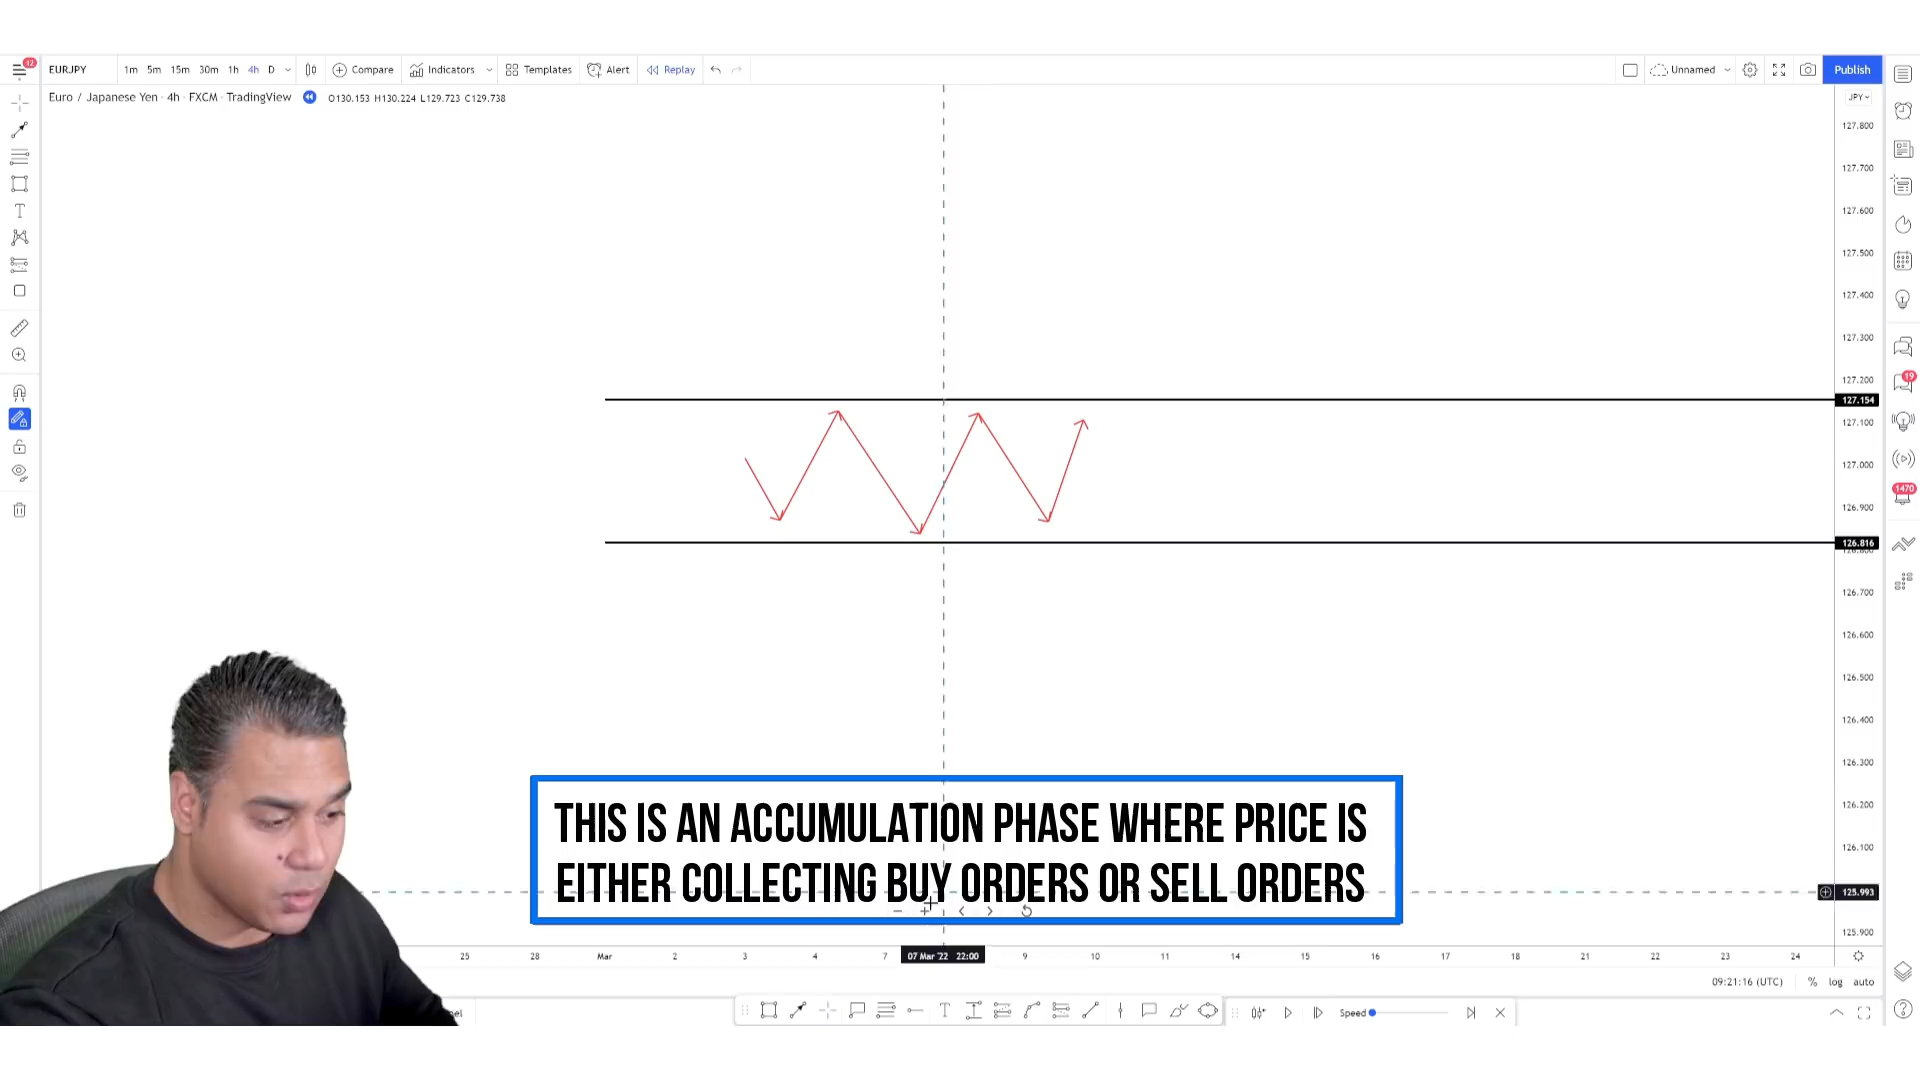 12
EURJPY
1m 5m 15m 30m 1h 4h D
Compare
Indicators
Templates
Alert
Replay
Unnamed
Publish
Euro / Japanese Yen · 4h · FXCM · TradingView
O130.153 H130.224 L129.723 C129.738
JPY
127.800
127.700
127.600
127.500
127.400
127.300
127.200
127.154
127.100
127.000
126.900
126.816
126.800
126.700
126.600
126.500
126.400
126.300
126.200
126.100
125.993
125.900
19
1470
THIS IS AN ACCUMULATION PHASE WHERE PRICE IS
EITHER COLLECTING BUY ORDERS OR SELL ORDERS
25 28 Mar 2 3 4 7 07 Mar '22 22:00 9 10 11 14 15 16 17 18 21 22 23 24
09:21:16 (UTC) % log auto
Speed